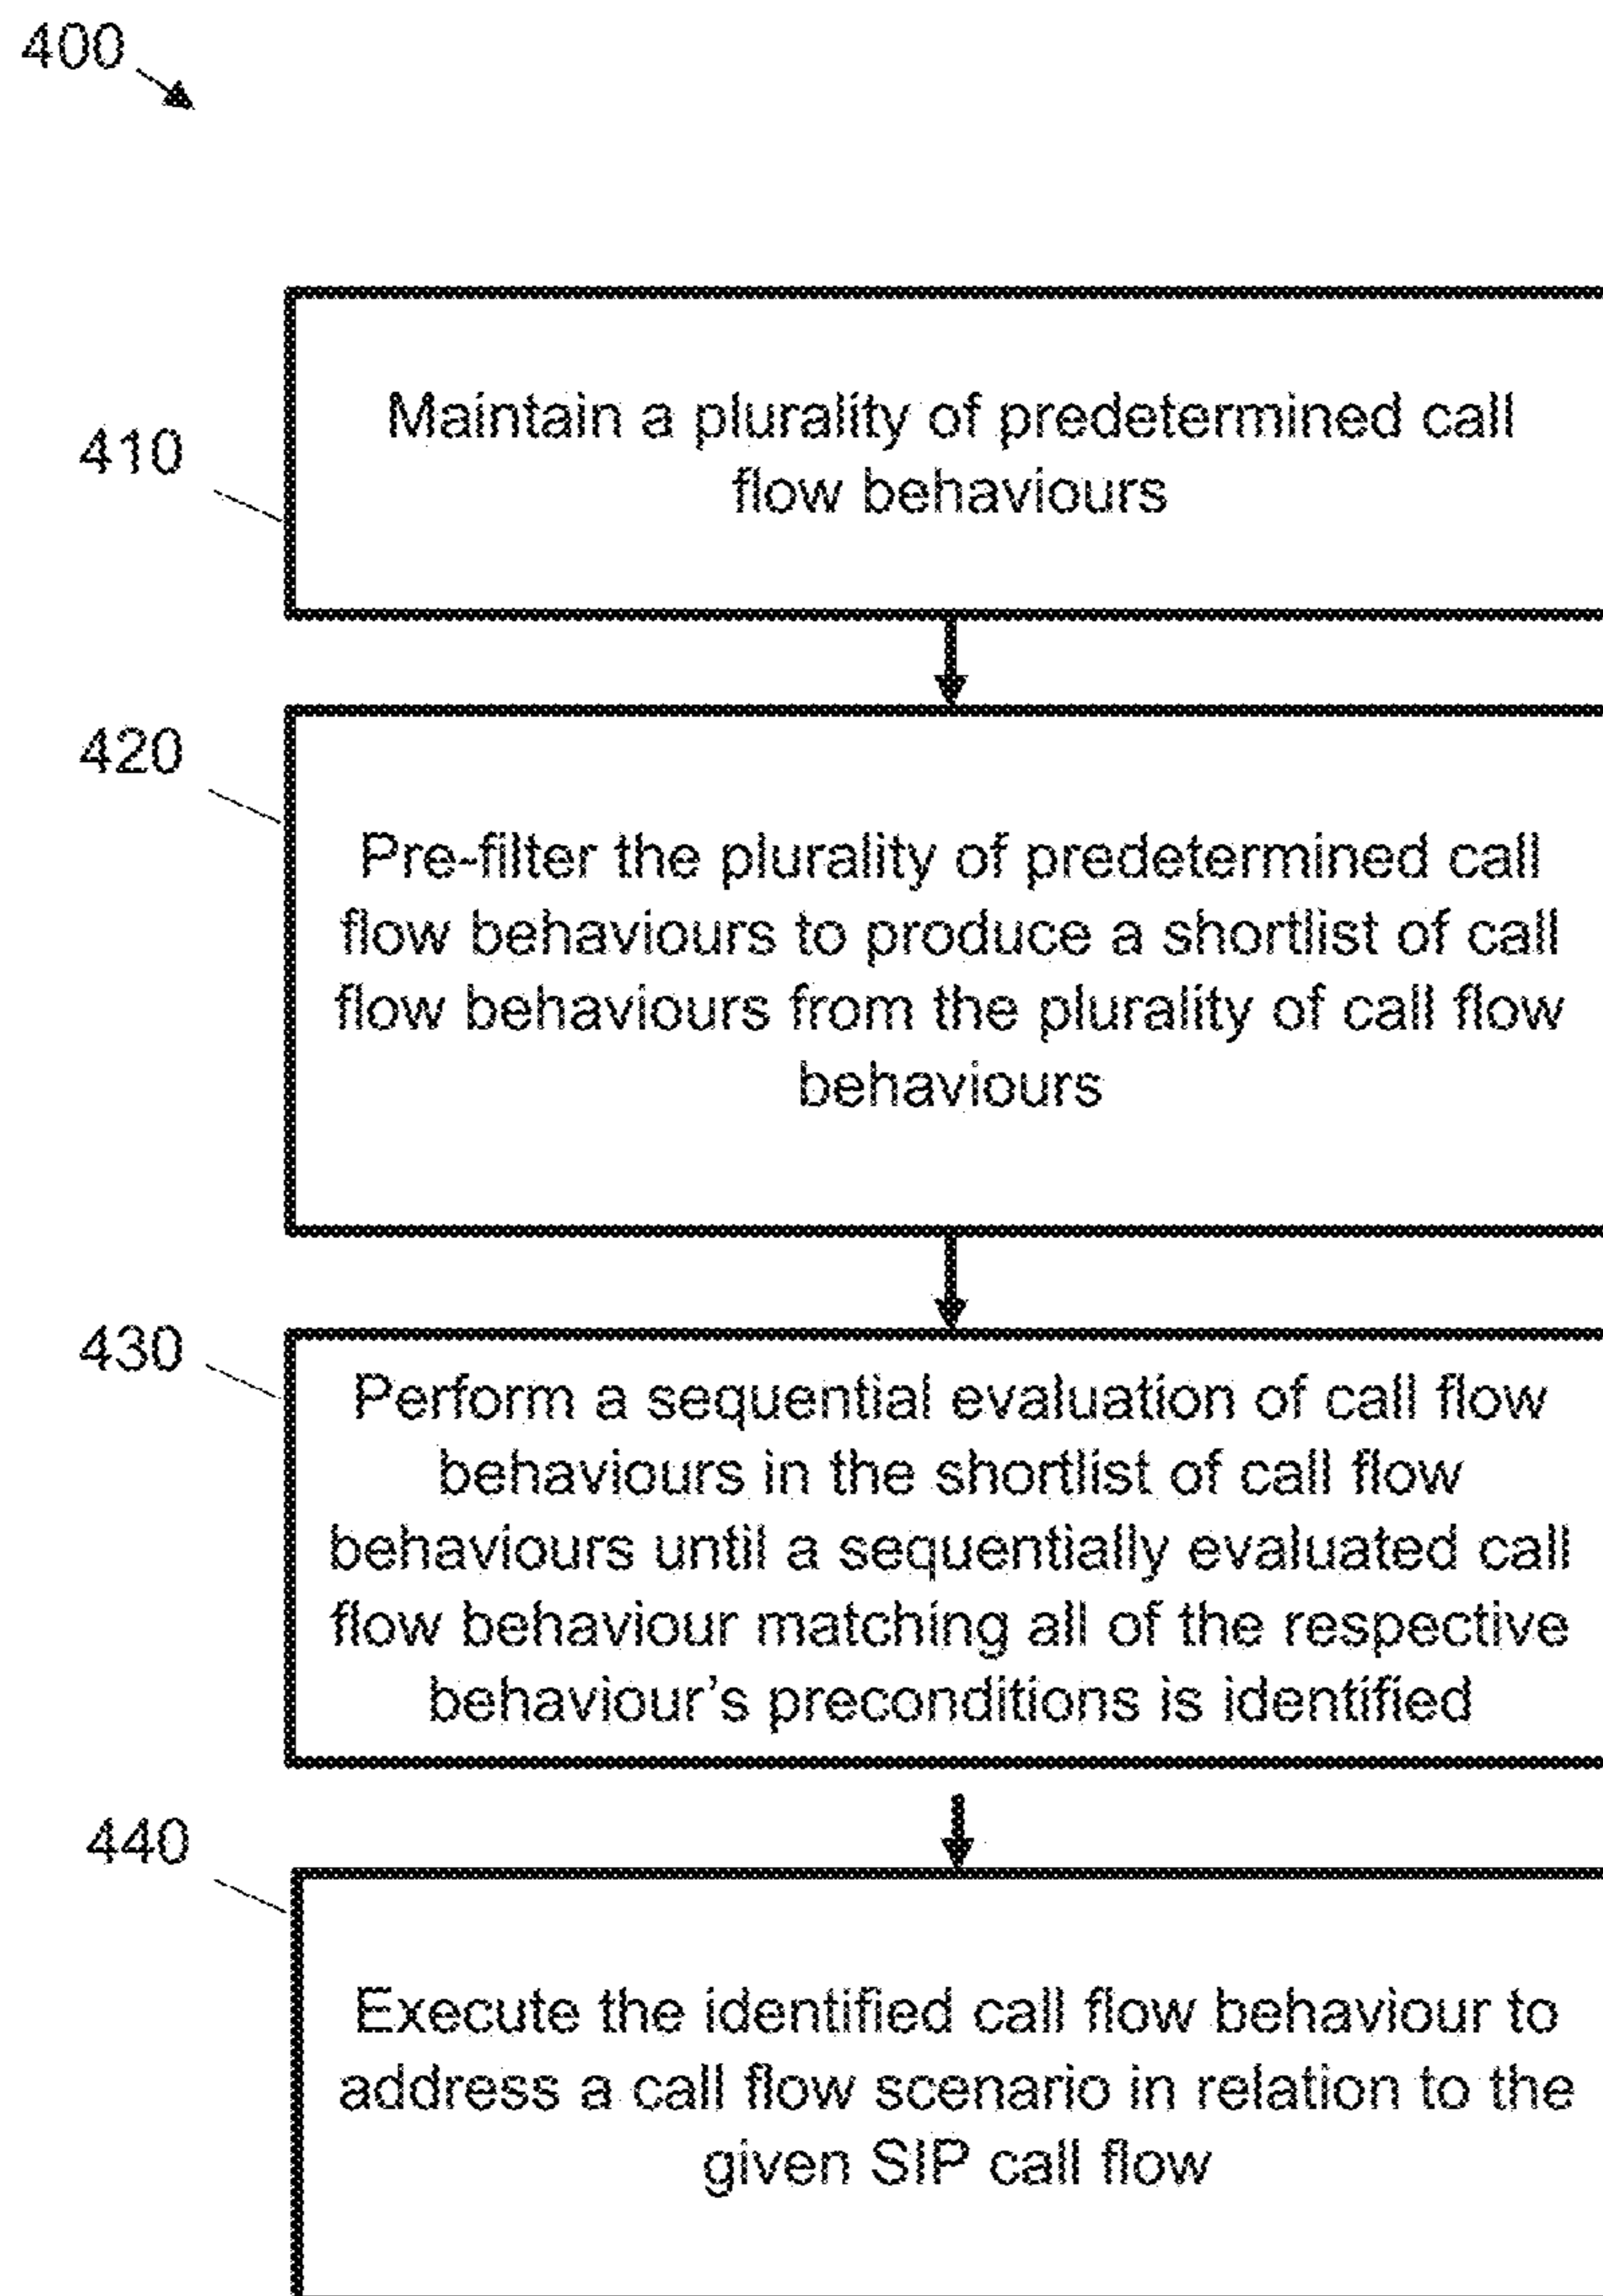 400
410
Maintain a plurality of predetermined call
flow behaviours
420
Pre-filter the plurality of predetermined call
flow behaviours to produce a shortlist of call
flow behaviours from the plurality of call flow
behaviours
430
Perform a sequential evaluation of call flow
behaviours in the shortlist of call flow
behaviours until a sequentially evaluated call
flow behaviour matching all of the respective
behaviour's preconditions is identified
440
Execute the identified call flow behaviour to
address a call flow scenario in relation to the
given SIP call flow